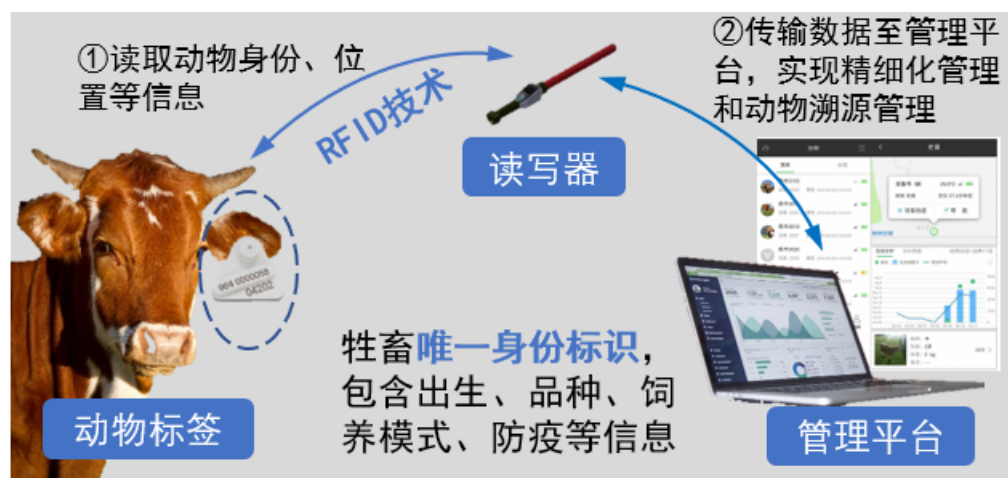 ①读取动物身份、位
置等信息
RFID技术
读写器
②传输数据至管理平
台，实现精细化管理
和动物溯源管理
964 0000058
04202
牲畜唯一身份标识，
包含出生、品种、饲
养模式、防疫等信息
动物标签
管理平台